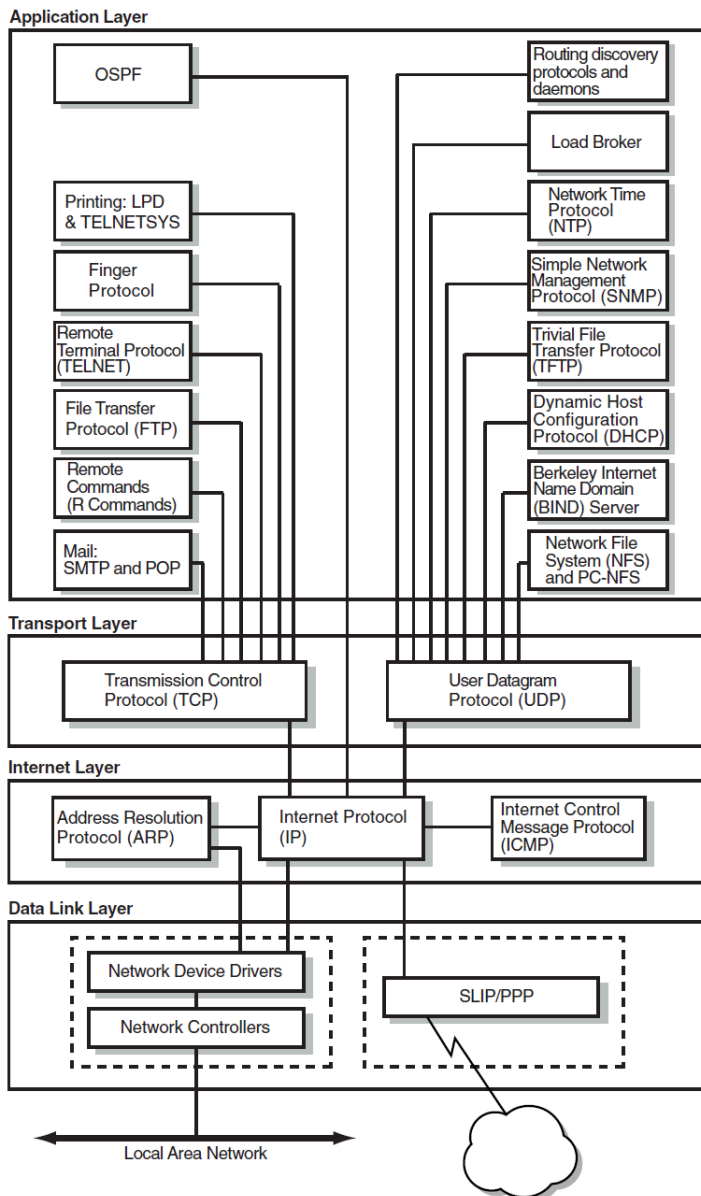 Application Layer
OSPF
Routing discovery
protocols and
daemons
Load Broker
Printing: LPD
& TELNETSYS
Network Time
Protocol
(NTP)
Finger
Protocol
Simple Network
Management
Protocol (SNMP)
Remote
Terminal Protocol
(TELNET)
Trivial File
Transfer Protocol
(TFTP)
File Transfer
Protocol (FTP)
Dynamic Host
Configuration
Protocol (DHCP)
Remote
Commands
(R Commands)
Berkeley Internet
Name Domain
(BIND) Server
Mail:
SMTP and POP
Network File
System (NFS)
and PC-NFS
Transport Layer
Transmission Control
Protocol (TCP)
User Datagram
Protocol (UDP)
Internet Layer
Address Resolution
Protocol (ARP)
Internet Protocol
(IP)
Internet Control
Message Protocol
(ICMP)
Data Link Layer
Network Device Drivers
Network Controllers
SLIP/PPP
Local Area Network